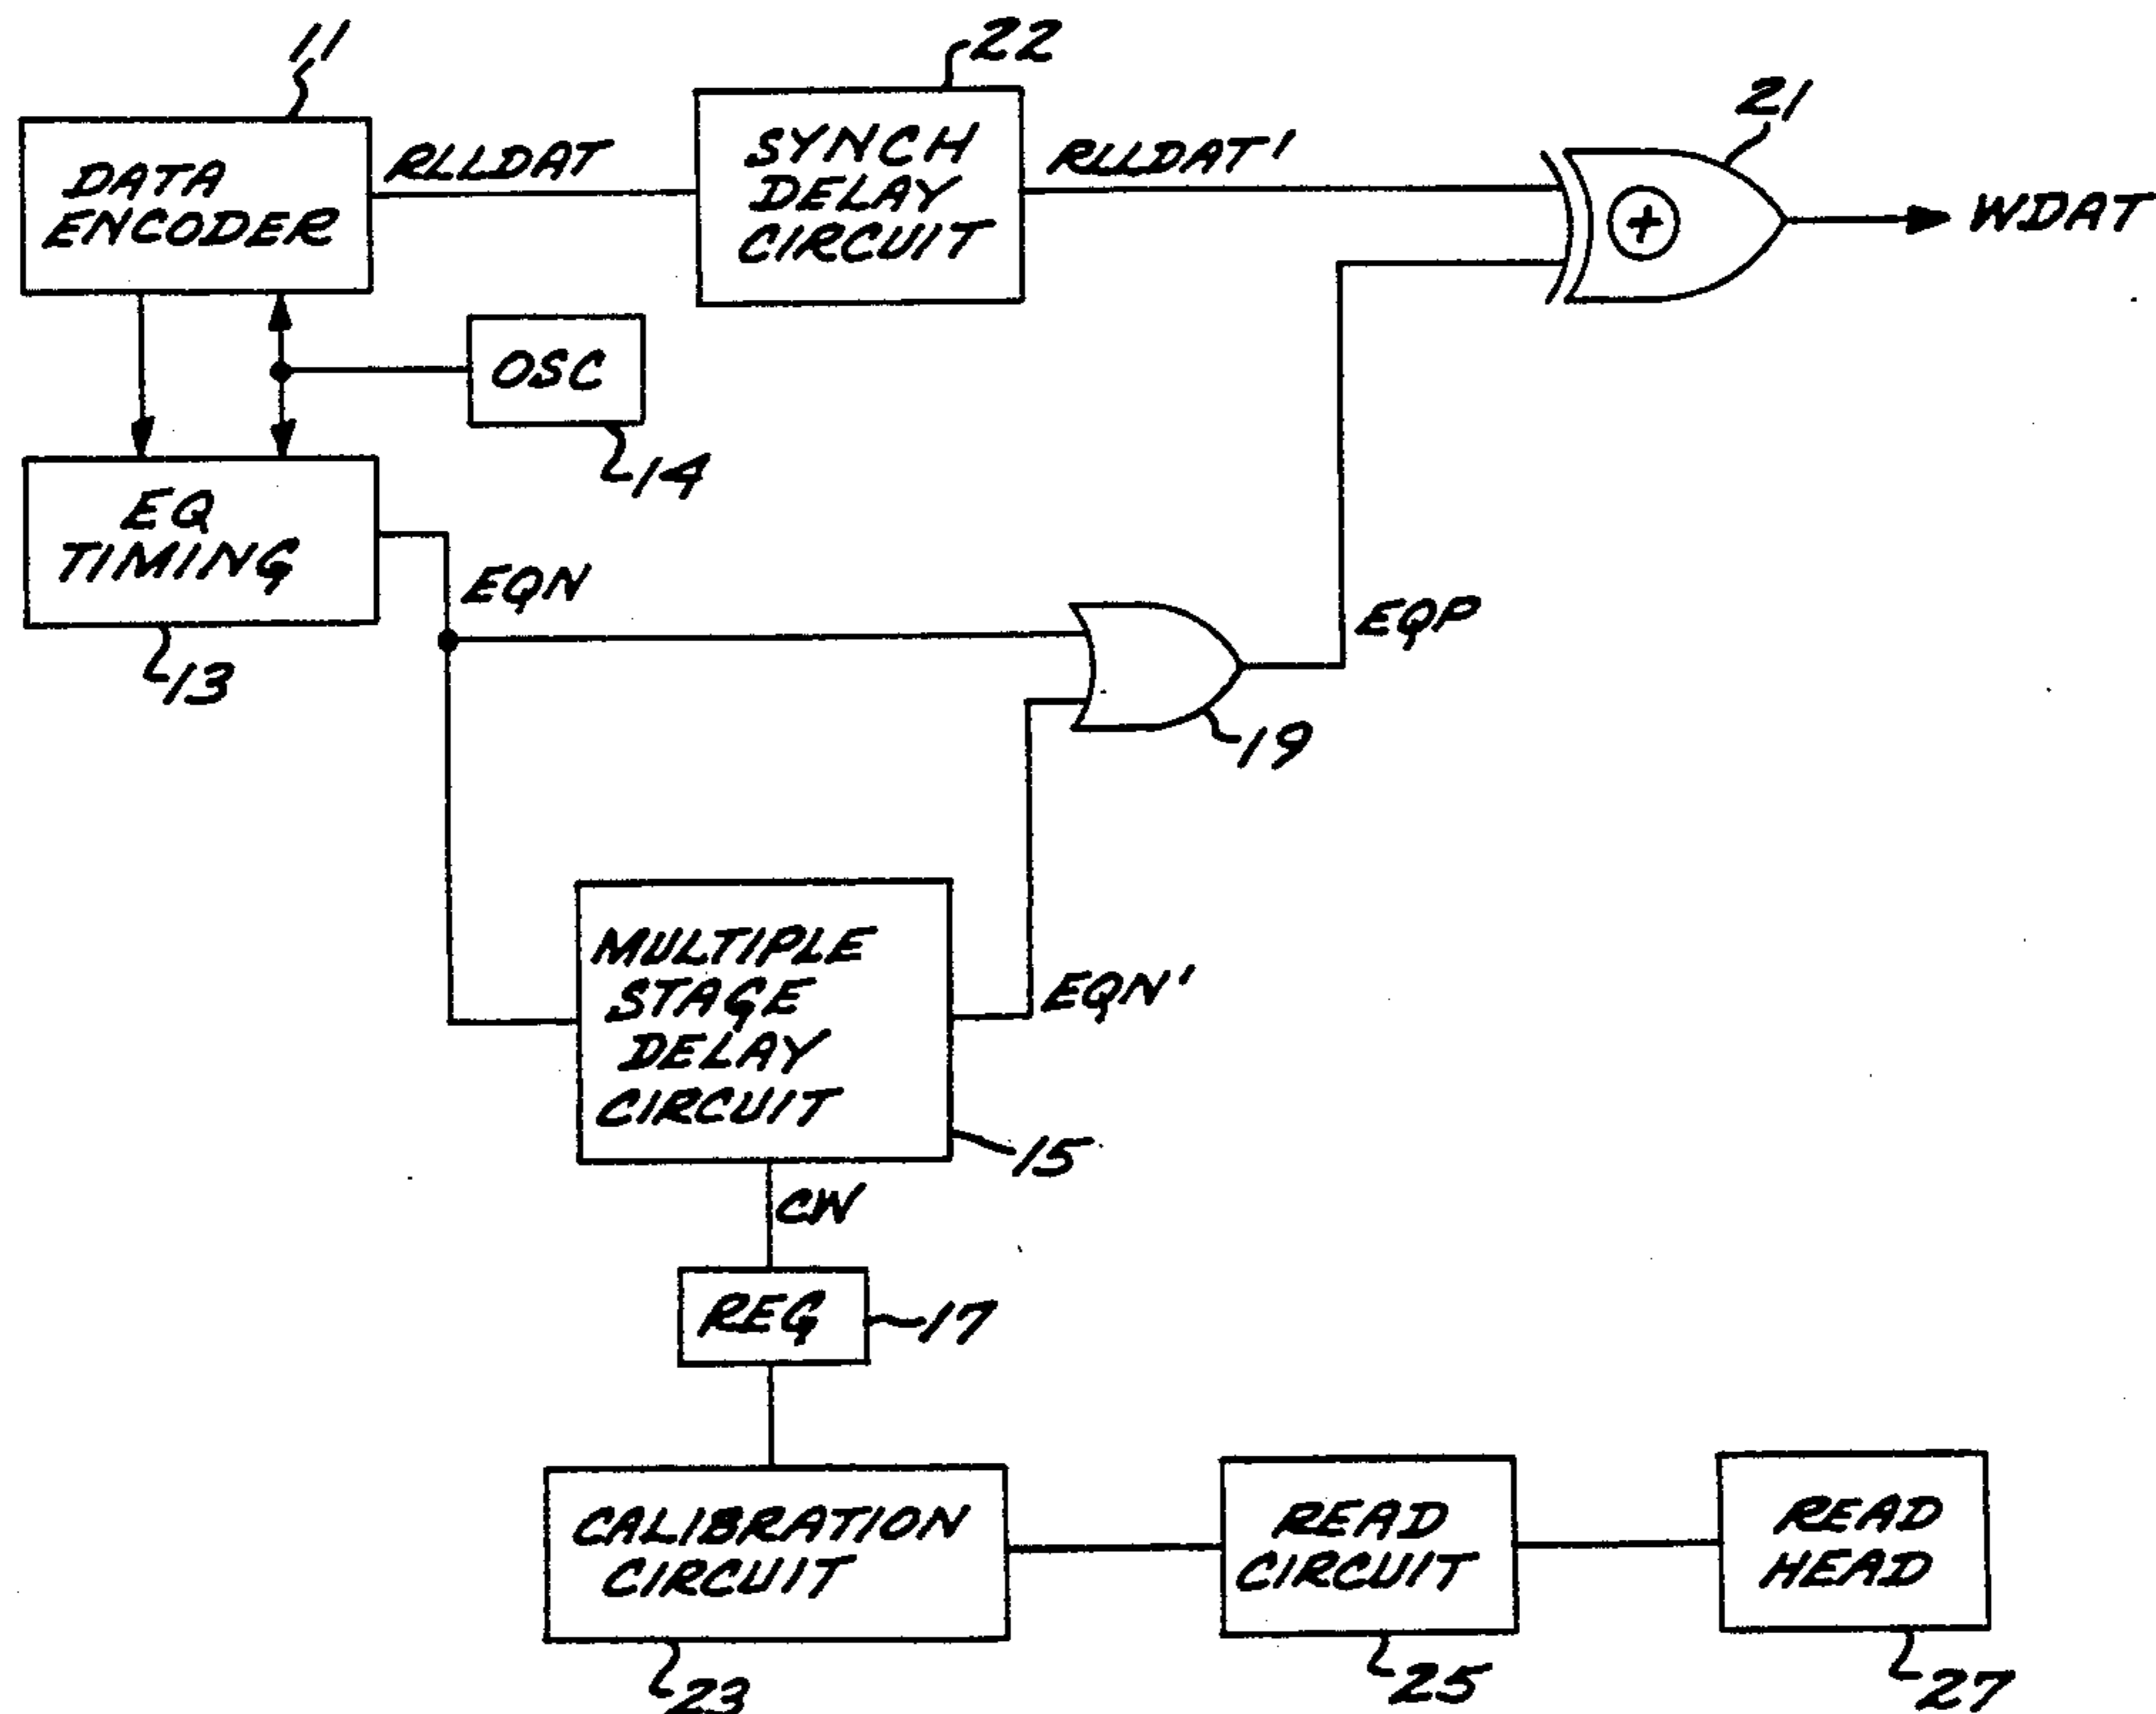 11
22
21
DATA
ENCODER
RLLDAT
SYNCH
DELAY
CIRCUIT
RLLDAT'
+
WDAT
OSC
14
EQ
TIMING
13
EQN
EQP
19
MULTIPLE
STAGE
DELAY
CIRCUIT
EQN'
15
CW
REG
17
CALIBRATION
CIRCUIT
23
READ
CIRCUIT
25
READ
HEAD
27